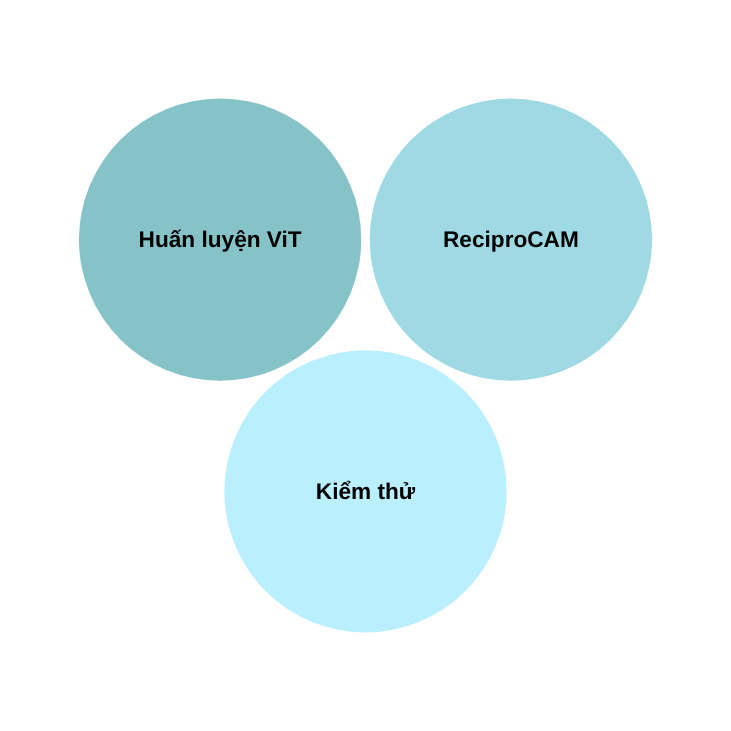 Huấn luyện ViT
ReciproCAM
Kiểm thử